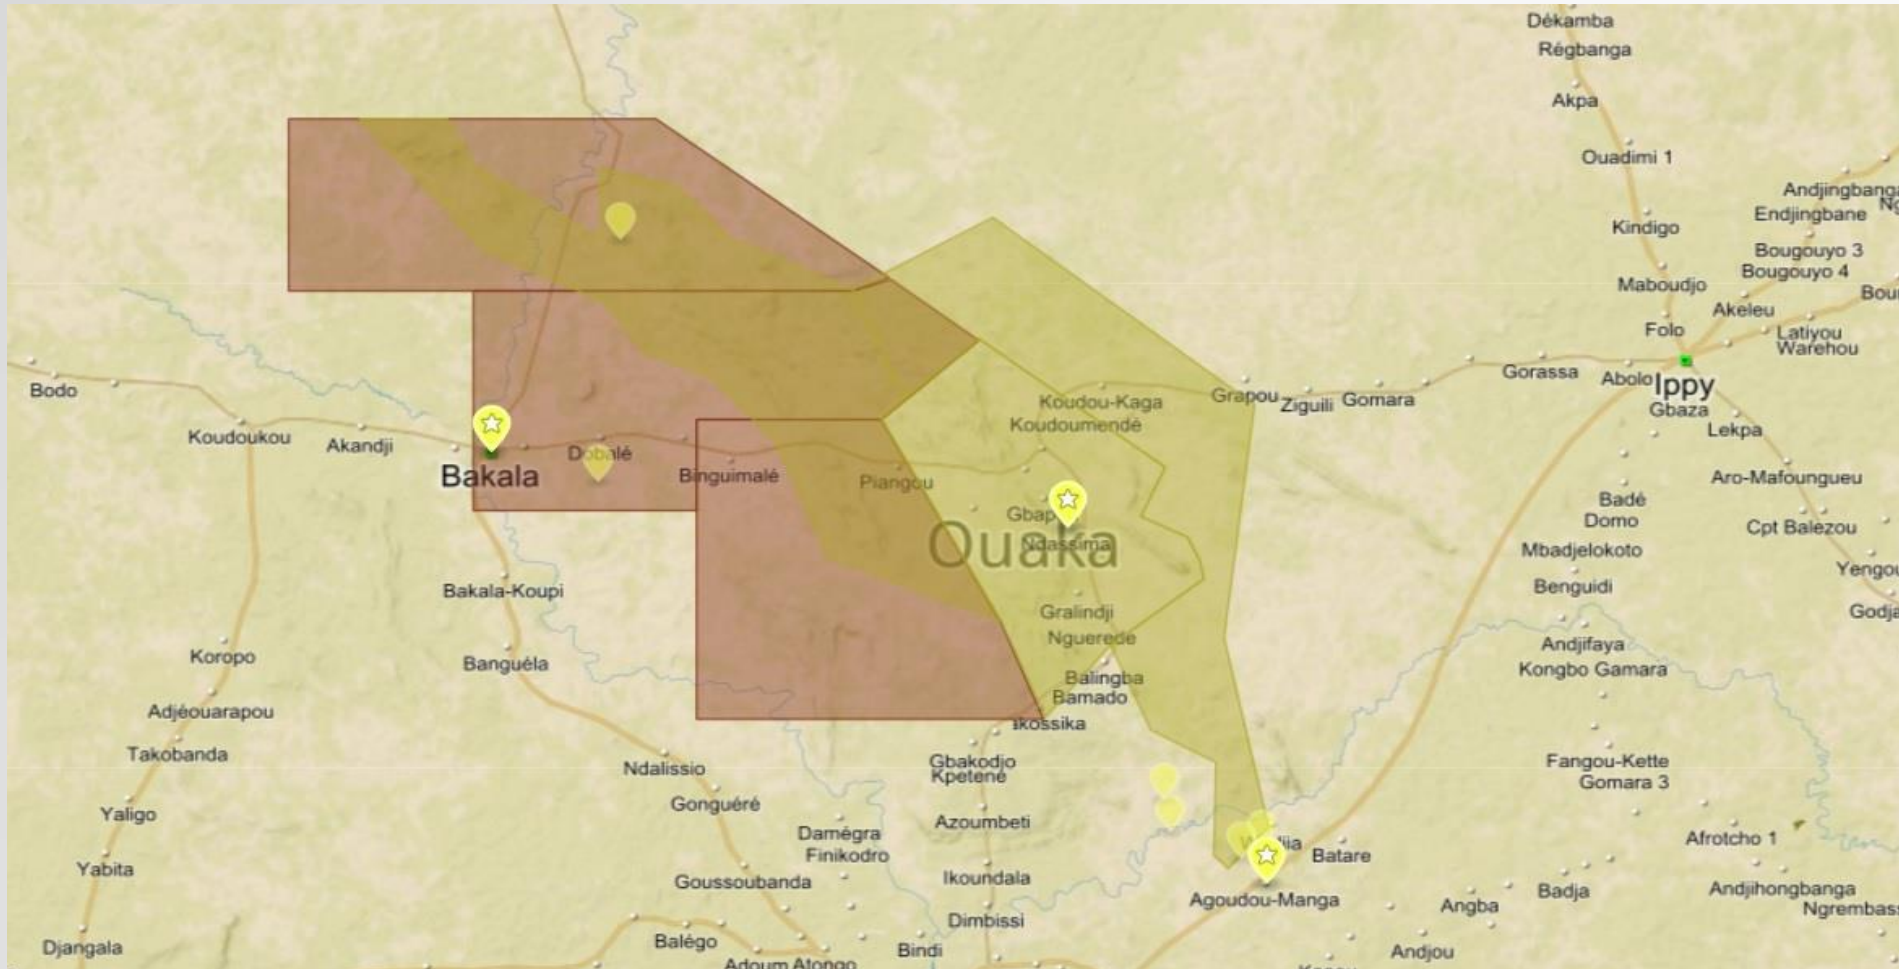 Dékamba
Régbanga
Akpa
Ouadimi 1
Andjingbanga
Endjingbane
Kindigo
Bougouyo 3
Bougouyo 4
Maboudjo
Akeleu
Folo
Latiyou
Warehou
Gorassa
Abolo
Ippy
Bodo
Grapou
Ziguili
Gomara
Koudou-Kaga
Koudoumendé
Gbaza
Lekpa
Koudoukou
Akandji
Dobalé
Bakala
Binguimalé
Piangou
Aro-Mafoungueu
Badé
Domo
Cpt Balezou
Ouaka
Ndassima
Mbadjelokoto
Benguidi
Bakala-Koupi
Gralindji
Nguerede
Andjifaya
Kongbo Gamara
Koropo
Banguéla
Balingba
Bamado
Ikossika
Adjéouarapou
Takobanda
Ndalissio
Gbakodjo
Kpetene
Fangou-Kette
Gomara 3
Yaligo
Gonguéré
Azoumbeti
Damégra
Finikodro
Batare
Afrotcho 1
Yabita
Goussoubanda
Ikoundala
Agoudou-Manga
Angba
Badja
Andjihongbanga
Dimbissi
Djangala
Balégo
Bindi
Andjou
Adoum Atongo